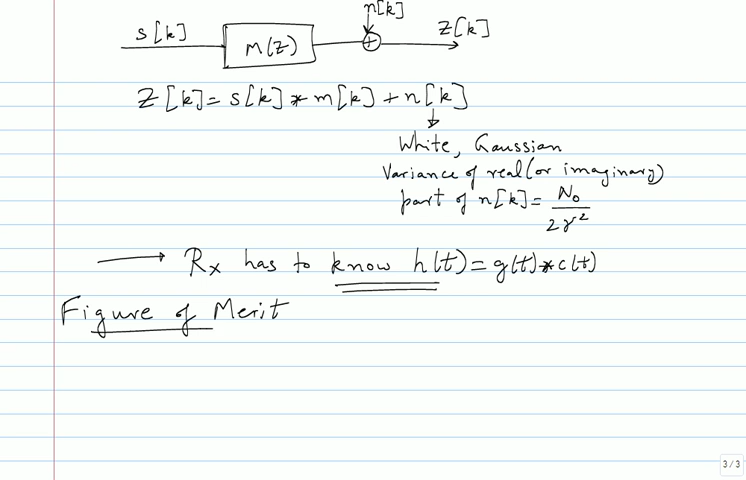 n[k]
s[k] M(z) + z[k]
z[k] = s[k] * m[k] + n[k]
White, Gaussian
Variance of real (or imaginary)
part of n[k] = N₀ / 2γ²
→ Rx has to know h(t) = g(t) * c(t)
Figure of Merit
3 / 3